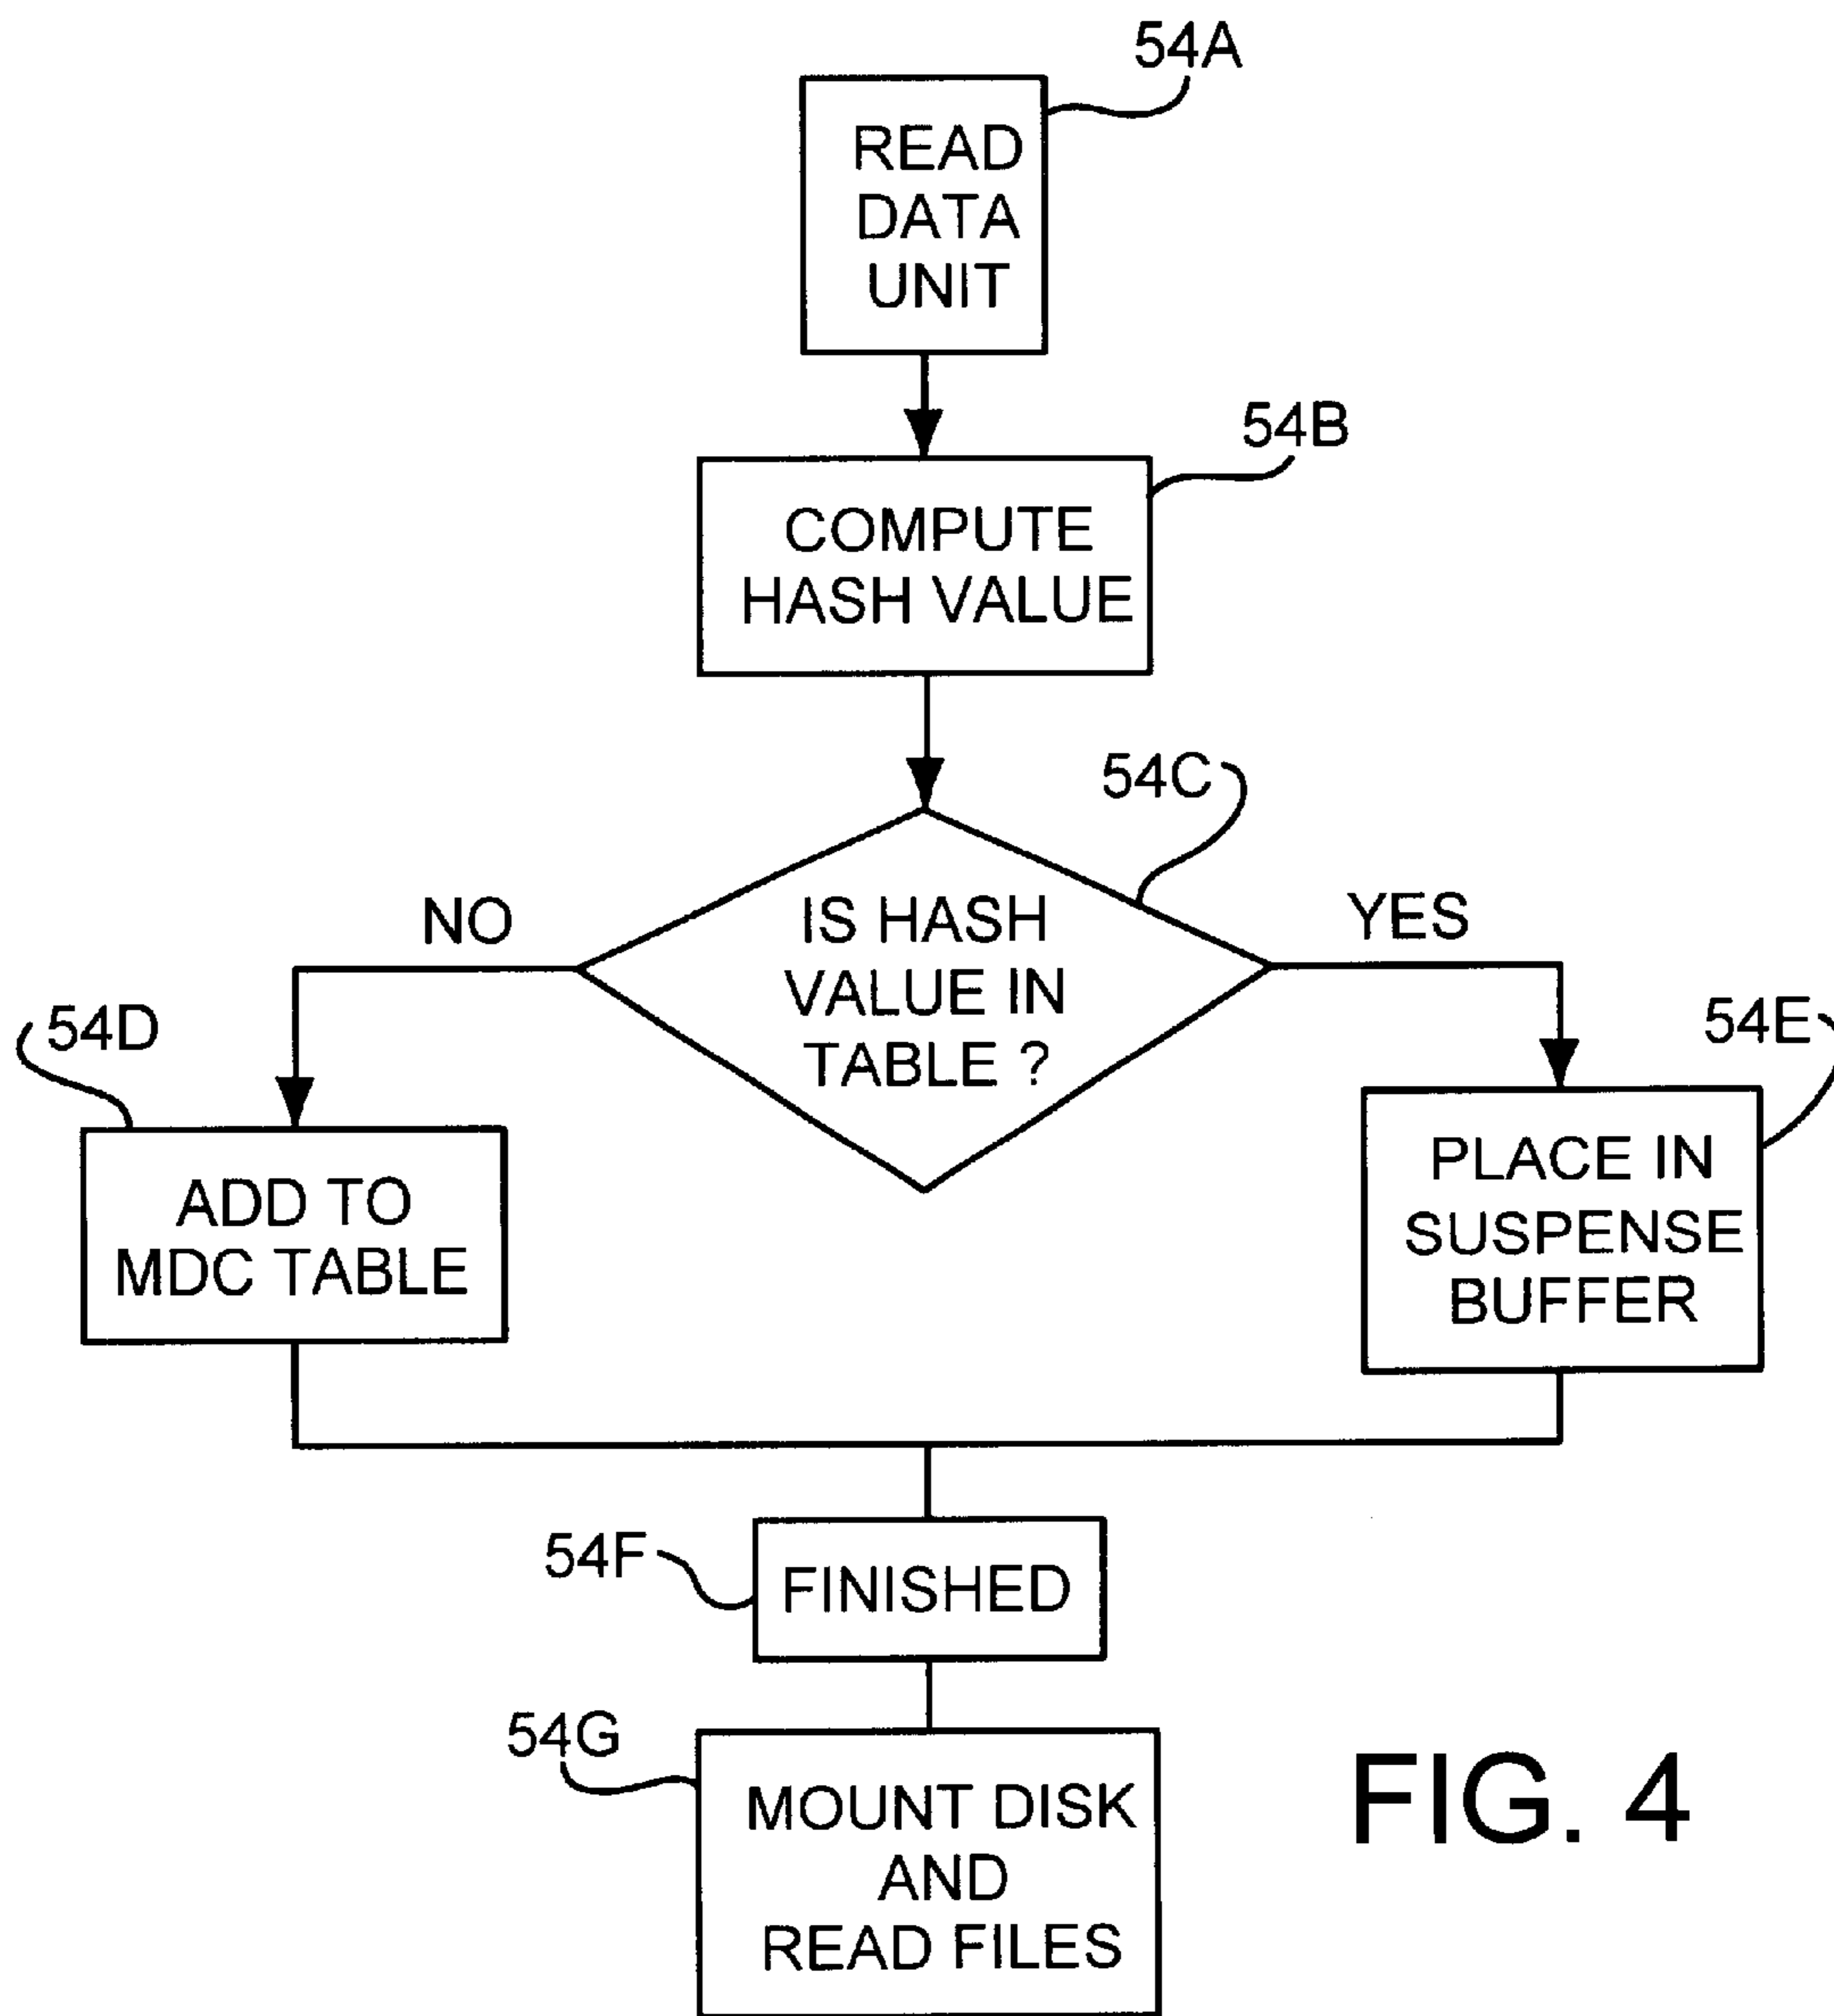 54A
READ
DATA
UNIT
54B
COMPUTE
HASH VALUE
54C
NO
IS HASH
VALUE IN
TABLE ?
YES
54D
54E
ADD TO
MDC TABLE
PLACE IN
SUSPENSE
BUFFER
54F
FINISHED
54G
MOUNT DISK
AND
READ FILES
FIG. 4